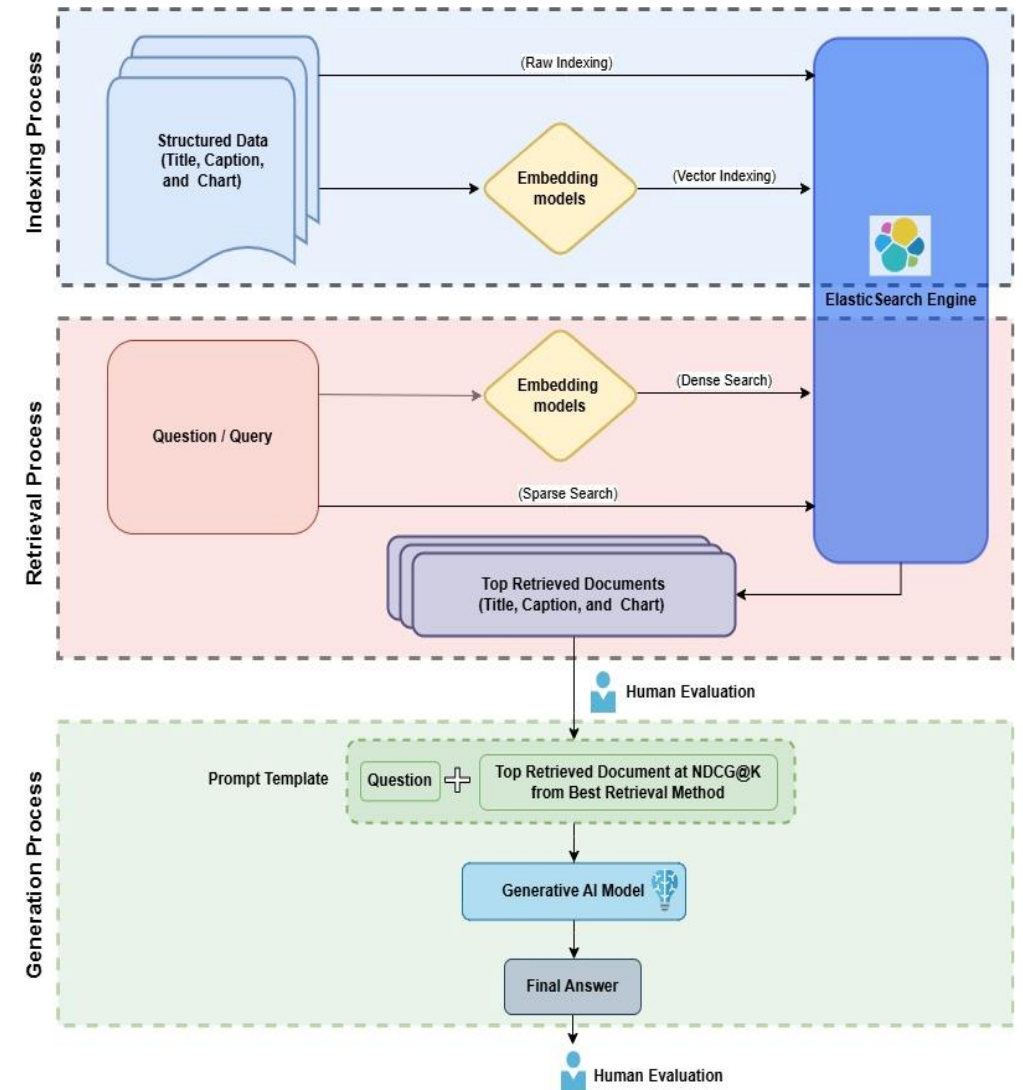 Indexing Process
(Raw Indexing)
Structured Data
(Title, Caption,
and Chart)
Embedding
models
(Vector Indexing)
ElasticSearch Engine
Retrieval Process
Question / Query
Embedding
models
(Dense Search)
(Sparse Search)
Top Retrieved Documents
(Title, Caption, and Chart)
Human Evaluation
Generation Process
Prompt Template
Question
Top Retrieved Document at NDCG@K
from Best Retrieval Method
Generative AI Model
Final Answer
Human Evaluation